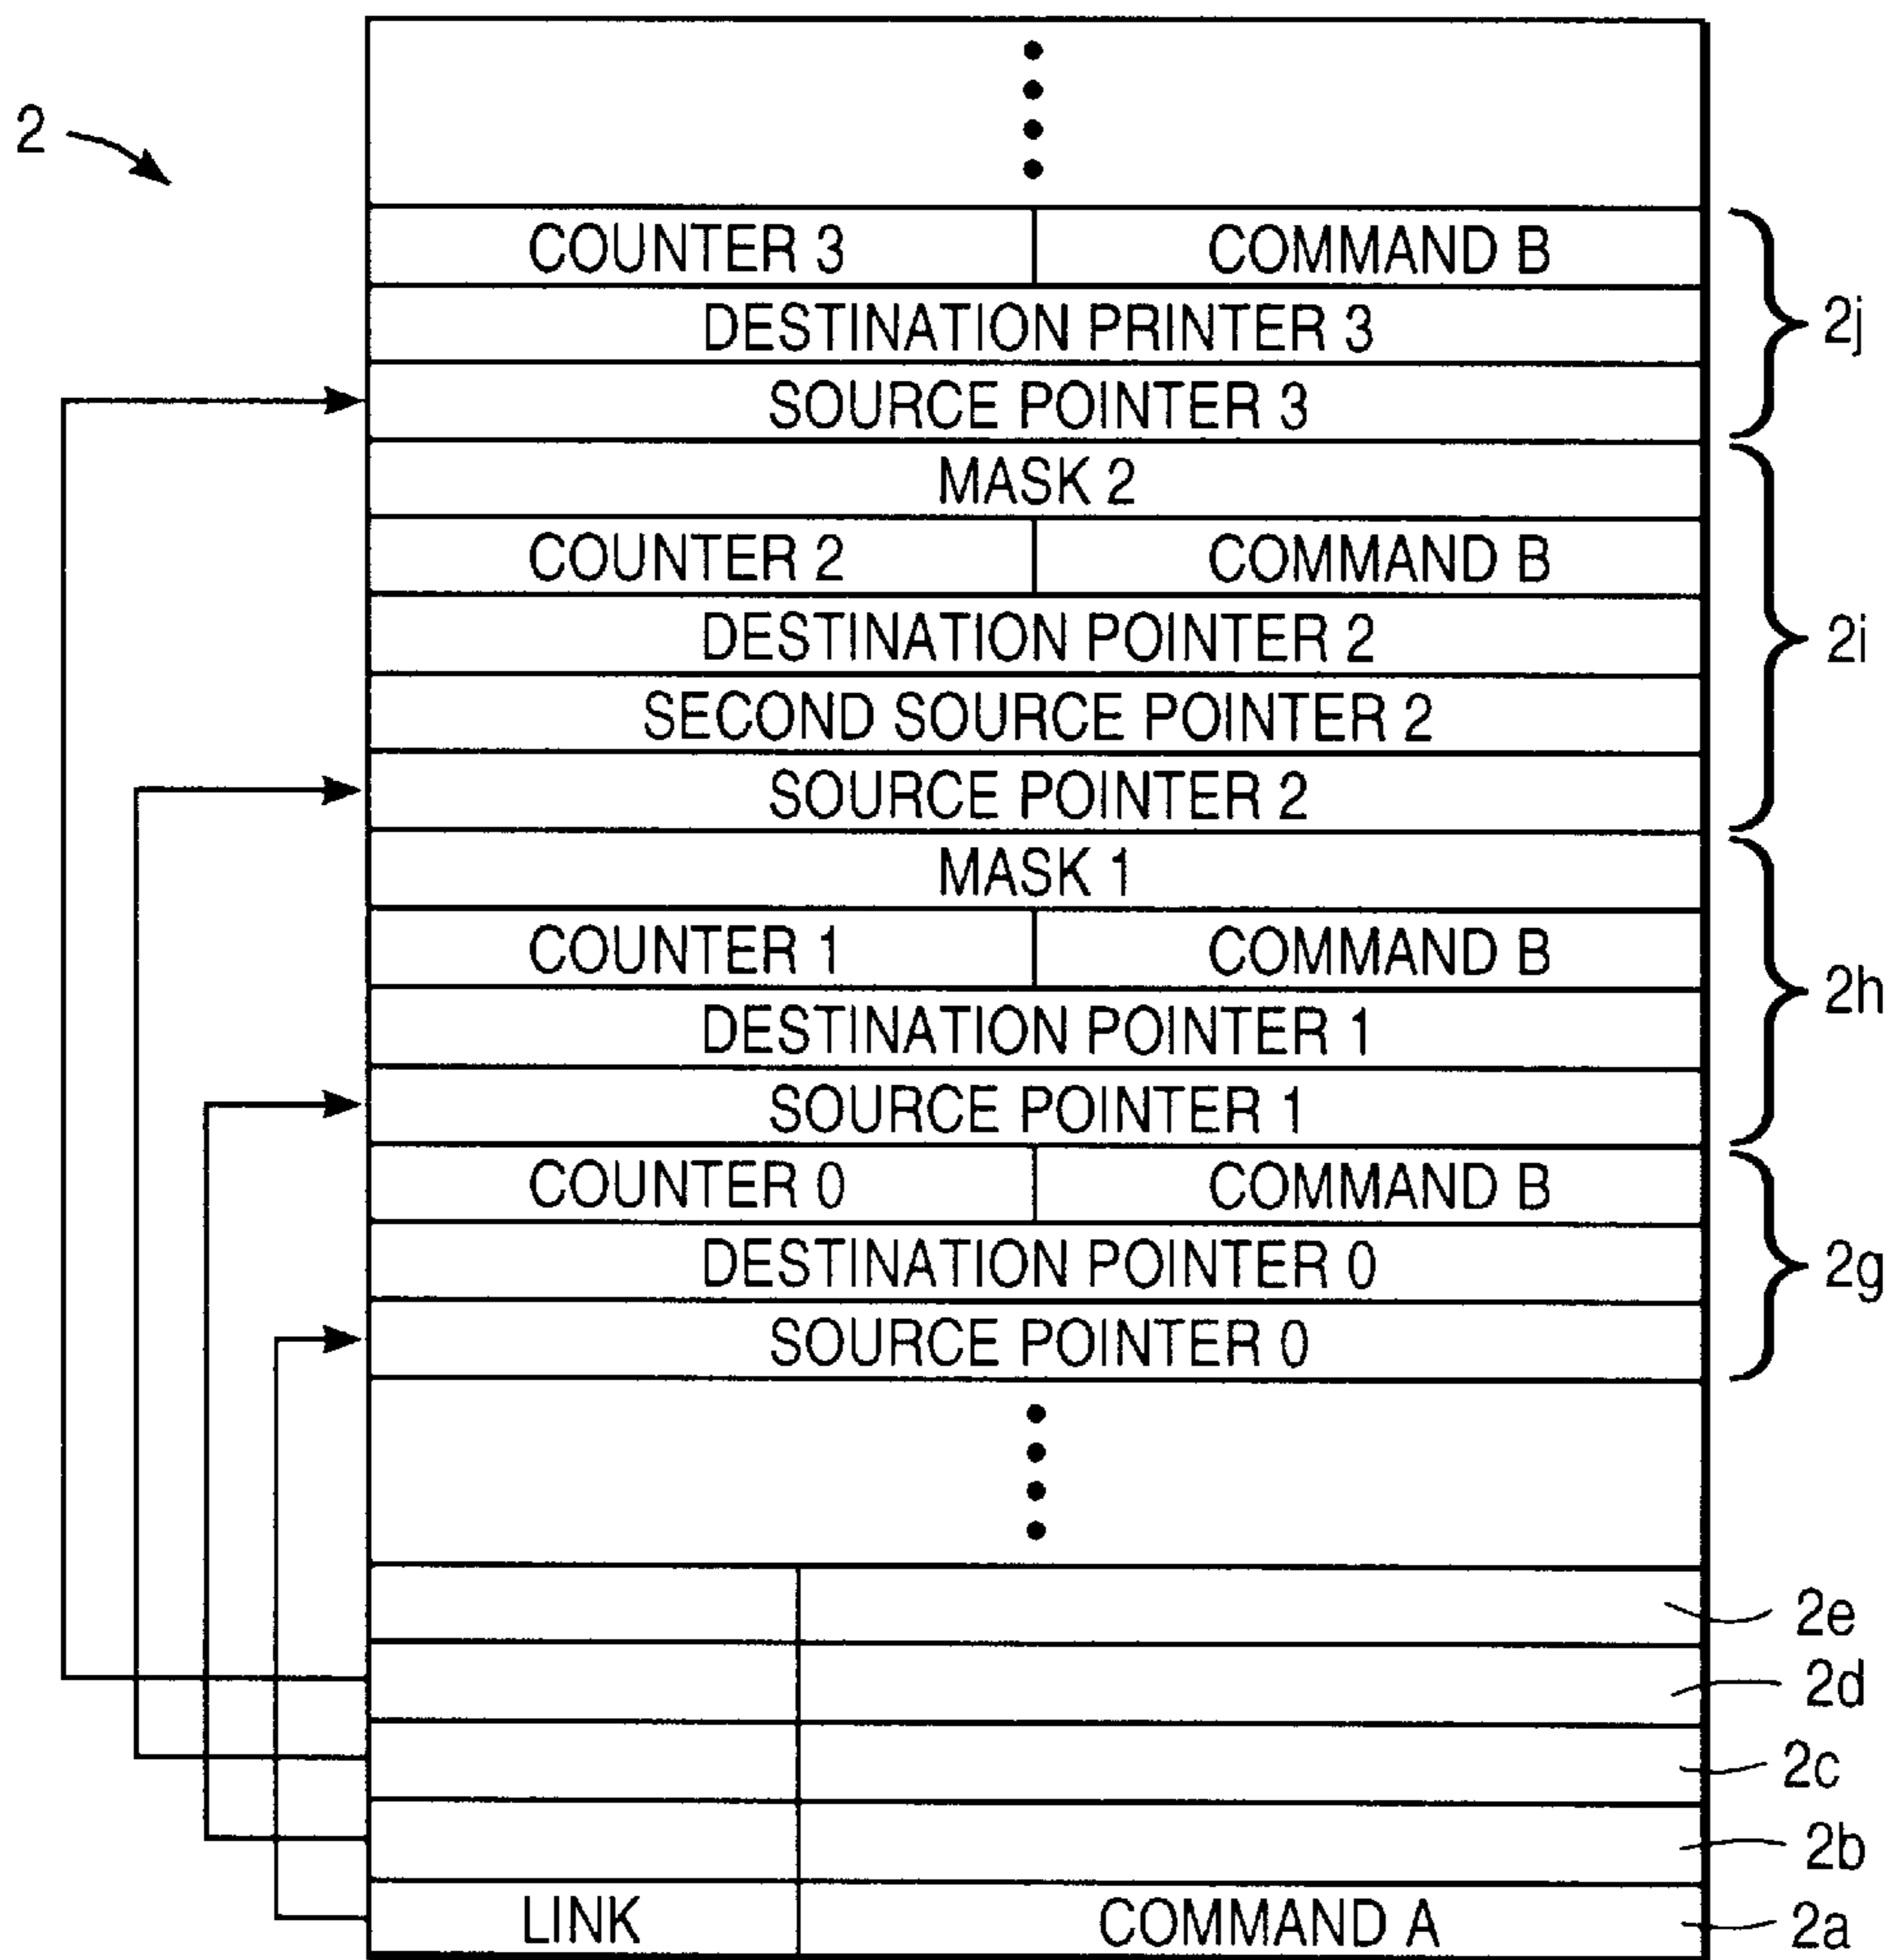 2
COUNTER 3 COMMAND B
DESTINATION PRINTER 3
2j
SOURCE POINTER 3
MASK 2
COUNTER 2 COMMAND B
DESTINATION POINTER 2
2i
SECOND SOURCE POINTER 2
SOURCE POINTER 2
MASK 1
COUNTER 1 COMMAND B
2h
DESTINATION POINTER 1
SOURCE POINTER 1
COUNTER 0 COMMAND B
DESTINATION POINTER 0
2g
SOURCE POINTER 0
2e
2d
2c
2b
LINK COMMAND A 2a